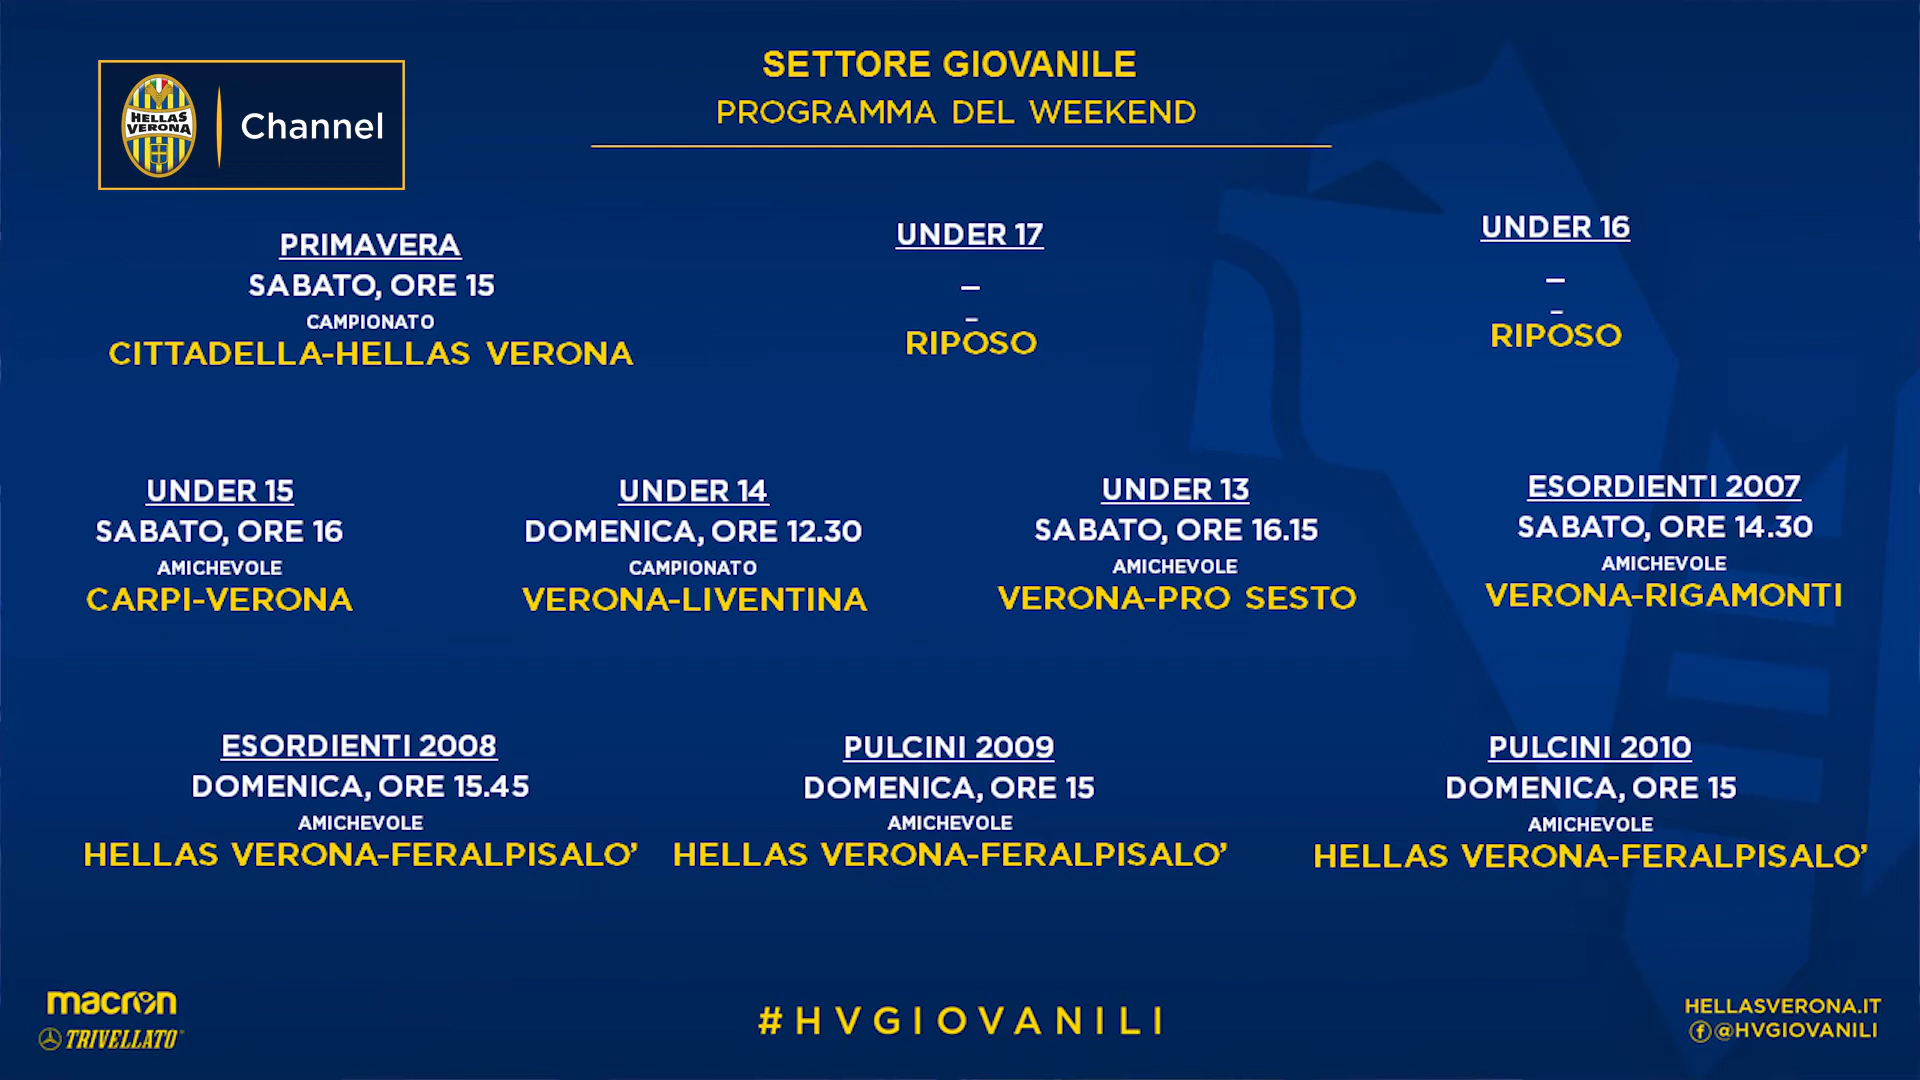 HELLAS
VERONA
Channel
SETTORE GIOVANILE
PROGRAMMA DEL WEEKEND
PRIMAVERA
SABATO, ORE 15
CAMPIONATO
CITTADELLA-HELLAS VERONA
UNDER 17
–
–
RIPOSO
UNDER 16
–
–
RIPOSO
UNDER 15
SABATO, ORE 16
AMICHEVOLE
CARPI-VERONA
UNDER 14
DOMENICA, ORE 12.30
CAMPIONATO
VERONA-LIVENTINA
UNDER 13
SABATO, ORE 16.15
AMICHEVOLE
VERONA-PRO SESTO
ESORDIENTI 2007
SABATO, ORE 14.30
AMICHEVOLE
VERONA-RIGAMONTI
ESORDIENTI 2008
DOMENICA, ORE 15.45
AMICHEVOLE
HELLAS VERONA-FERALPISALO’
PULCINI 2009
DOMENICA, ORE 15
AMICHEVOLE
HELLAS VERONA-FERALPISALO’
PULCINI 2010
DOMENICA, ORE 15
AMICHEVOLE
HELLAS VERONA-FERALPISALO’
macron
TRIVELLATO
#HVGIOVANILI
HELLASVERONA.IT
@HVGIOVANILI